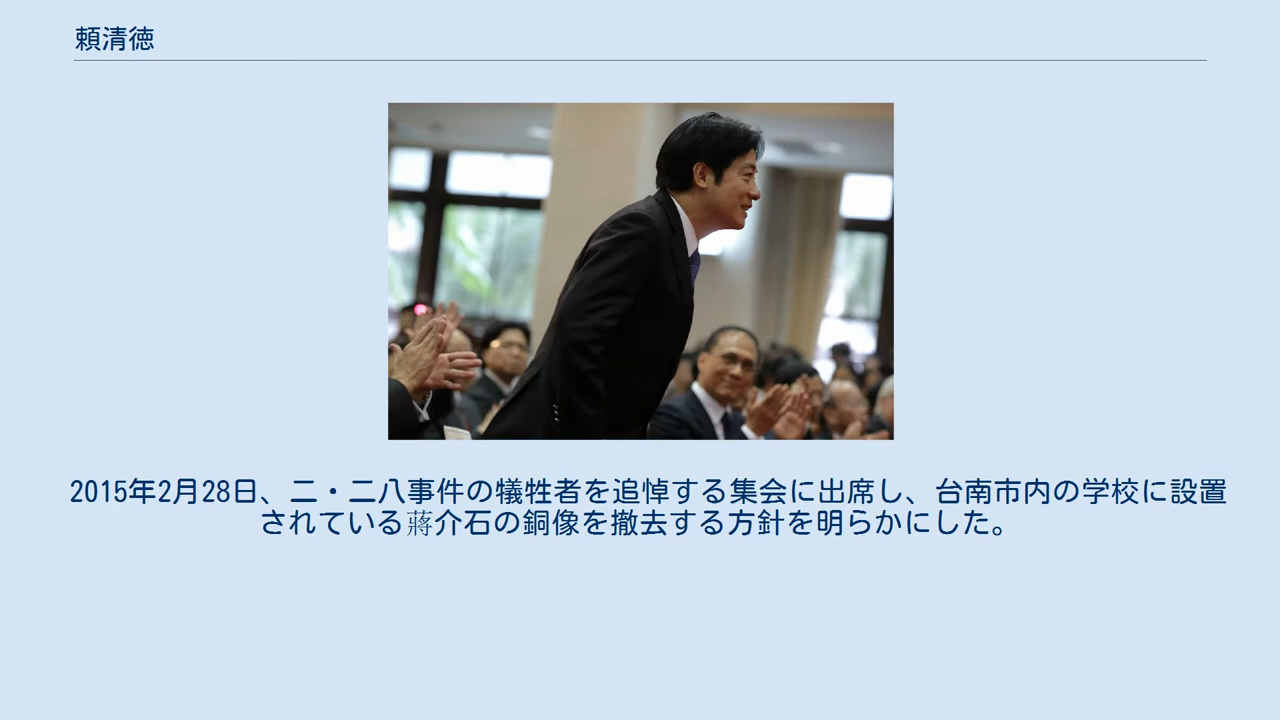 頼清徳
2015年2月28日、二・二八事件の犠牲者を追悼する集会に出席し、台南市内の学校に設置
されている蔣介石の銅像を撤去する方針を明らかにした。